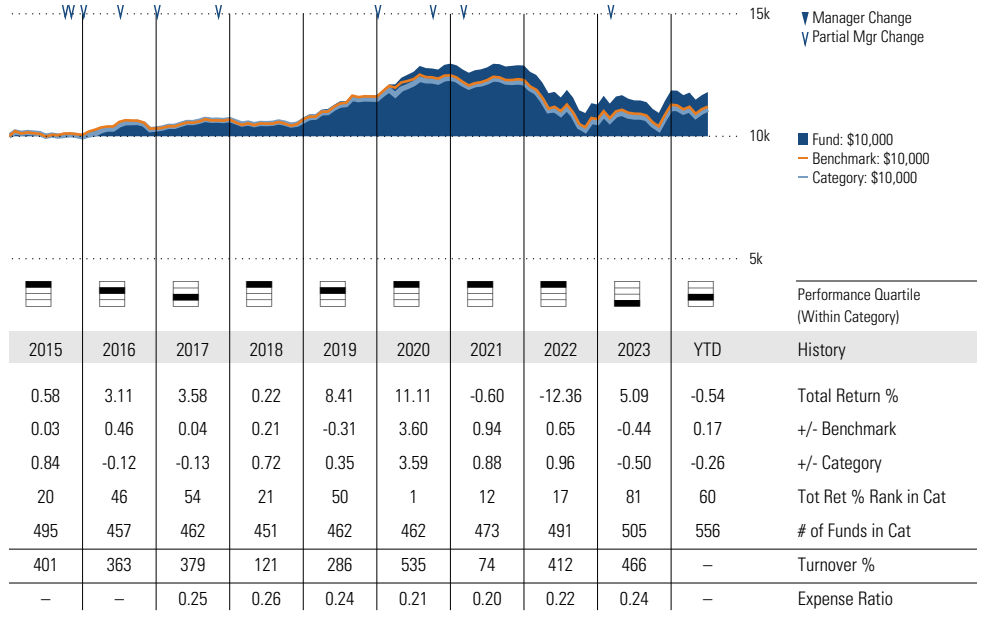 15k
Manager Change
Partial Mgr Change
10k
Fund: $10,000
Benchmark: $10,000
Category: $10,000
5k
Performance Quartile
(Within Category)
2015 2016 2017 2018 2019 2020 2021 2022 2023 YTD History
0.58 3.11 3.58 0.22 8.41 11.11 -0.60 -12.36 5.09 -0.54 Total Return %
0.03 0.46 0.04 0.21 -0.31 3.60 0.94 0.65 -0.44 0.17 +/- Benchmark
0.84 -0.12 -0.13 0.72 0.35 3.59 0.88 0.96 -0.50 -0.26 +/- Category
20 46 54 21 50 1 12 17 81 60 Tot Ret % Rank in Cat
495 457 462 451 462 462 473 491 505 556 # of Funds in Cat
401 363 379 121 286 535 74 412 466 – Turnover %
– – 0.25 0.26 0.24 0.21 0.20 0.22 0.24 – Expense Ratio